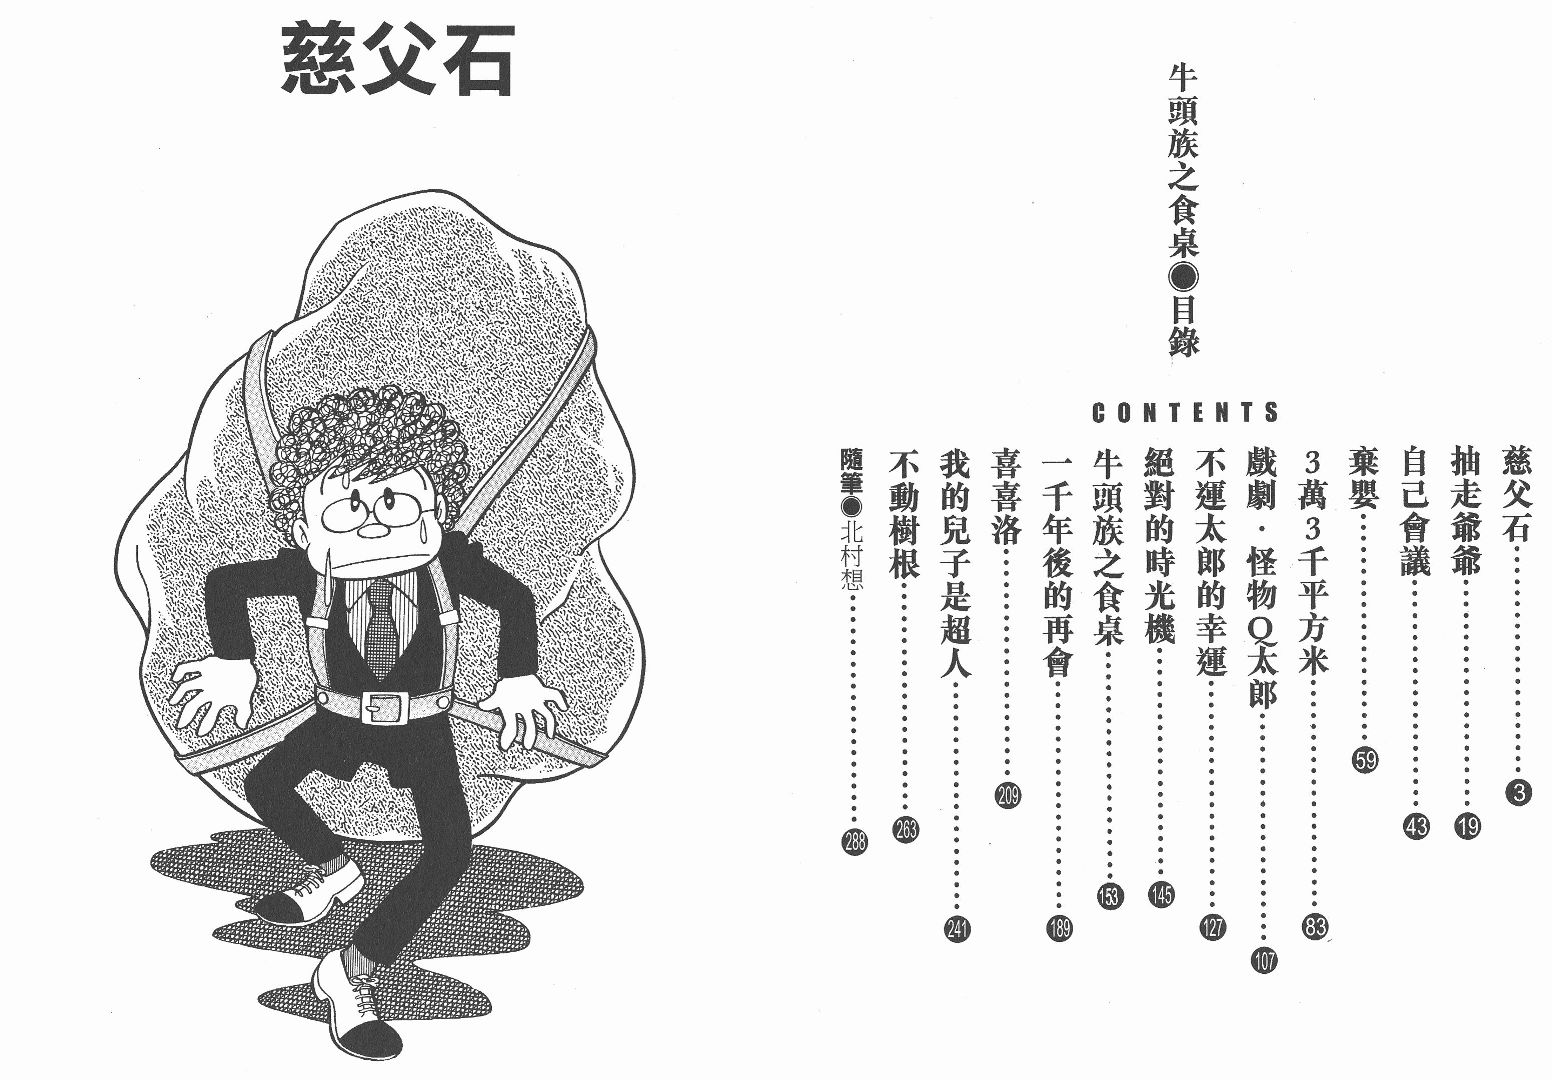 牛頭族之食桌●目錄
CONTENTS
慈父石……3
抽走爺爺……19
自己會議……43
棄嬰……59
3萬3千平方米……83
戲劇·怪物Q太郎……107
不運太郎的幸運……127
絕對的時光機……145
牛頭族之食桌……153
一千年後的再會……189
喜喜洛……209
我的兒子是超人……241
不動樹根……263
隨筆●北村想……288
慈父石